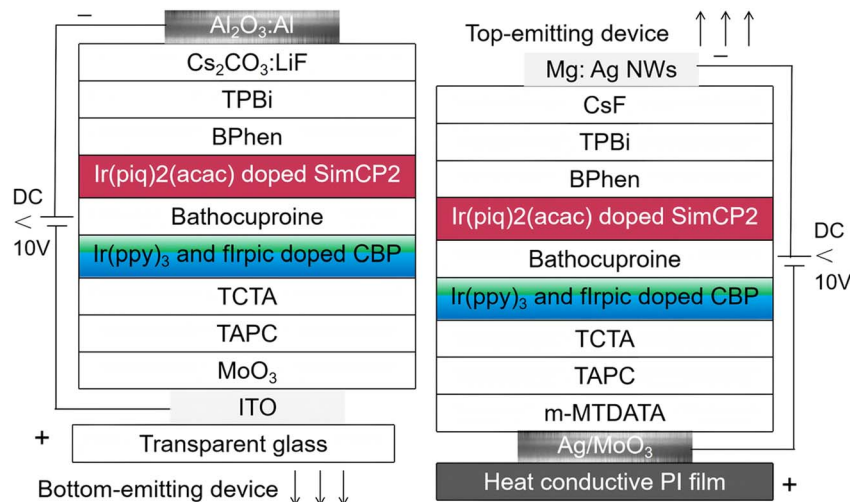 −
Al₂O₃:Al
Cs₂CO₃:LiF
TPBi
BPhen
Ir(piq)2(acac) doped SimCP2
DC
<
10V
Bathocuproine
Ir(ppy)₃ and flrpic doped CBP
TCTA
TAPC
MoO₃
ITO
+
Transparent glass
Bottom-emitting device
Top-emitting device
−
Mg: Ag NWs
CsF
TPBi
BPhen
Ir(piq)2(acac) doped SimCP2
DC
<
10V
Bathocuproine
Ir(ppy)₃ and flrpic doped CBP
TCTA
TAPC
m-MTDATA
Ag/MoO₃
Heat conductive PI film
+